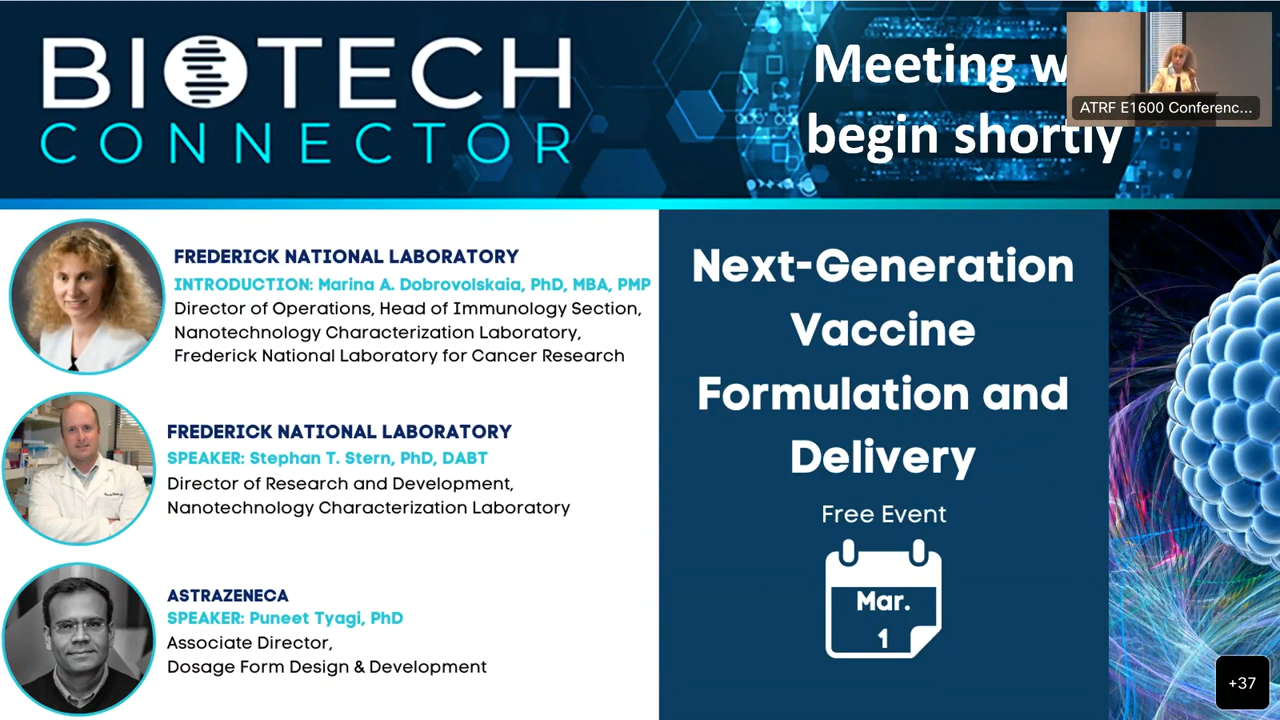 BIOTECH
CONNECTOR
Meeting w
begin shortly
ATRF E1600 Conferenc...
FREDERICK NATIONAL LABORATORY
INTRODUCTION: Marina A. Dobrovolskaia, PhD, MBA, PMP
Director of Operations, Head of Immunology Section,
Nanotechnology Characterization Laboratory,
Frederick National Laboratory for Cancer Research
FREDERICK NATIONAL LABORATORY
SPEAKER: Stephan T. Stern, PhD, DABT
Director of Research and Development,
Nanotechnology Characterization Laboratory
ASTRAZENECA
SPEAKER: Puneet Tyagi, PhD
Associate Director,
Dosage Form Design & Development
Next-Generation
Vaccine
Formulation and
Delivery
Free Event
Mar.
1
+37